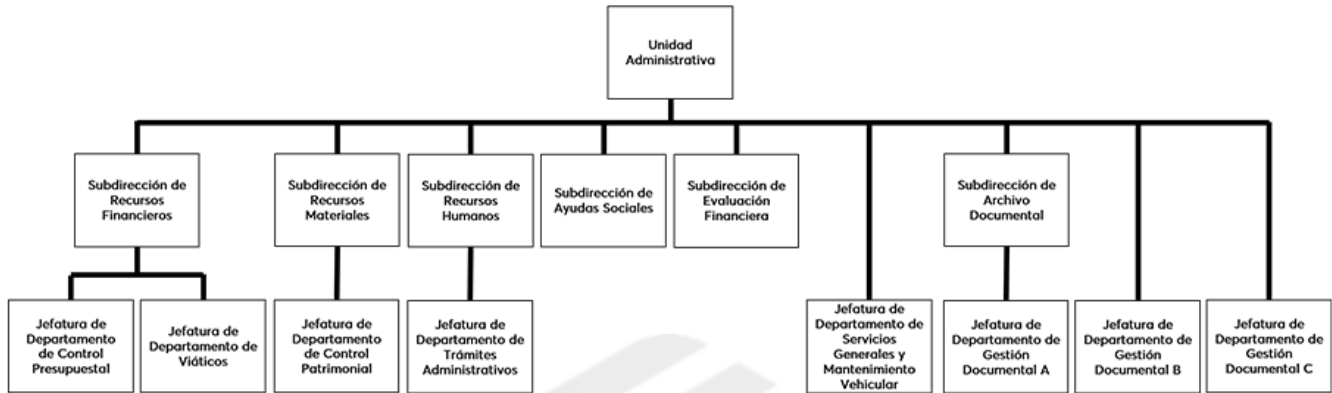 Unidad
Administrativa
Subdirección de
Recursos
Financieros
Subdirección de
Recursos
Materiales
Subdirección de
Recursos
Humanos
Subdirección de
Ayudas Sociales
Subdirección de
Evaluación
Financiera
Subdirección de
Archivo
Documental
Jefatura de
Departamento
de Control
Presupuestal
Jefatura de
Departamento de
Viáticos
Jefatura de
Departamento
de Control
Patrimonial
Jefatura de
Departamento de
Trámites
Administrativos
Jefatura de
Departamento de
Servicios
Generales y
Mantenimiento
Vehicular
Jefatura de
Departamento de
Gestión
Documental A
Jefatura de
Departamento de
Gestión
Documental B
Jefatura de
Departamento de
Gestión
Documental C